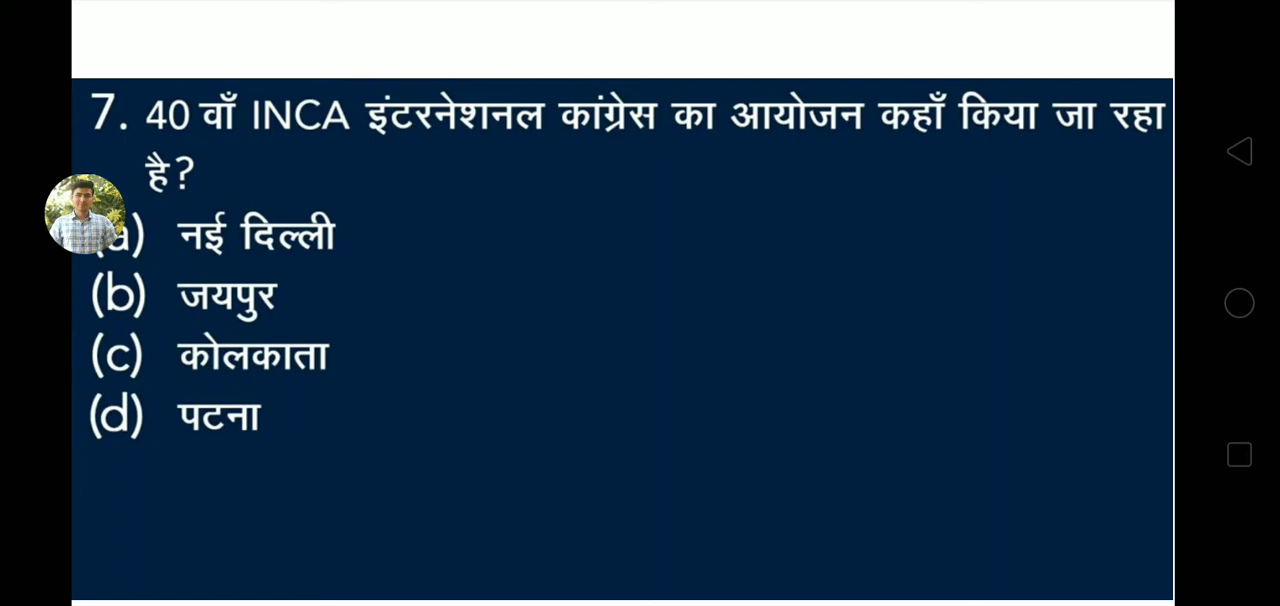 7. 40 वाँ INCA इंटरनेशनल कांग्रेस का आयोजन कहाँ किया जा रहा
है?
a) नई दिल्ली
(b) जयपुर
(c) कोलकाता
(d) पटना